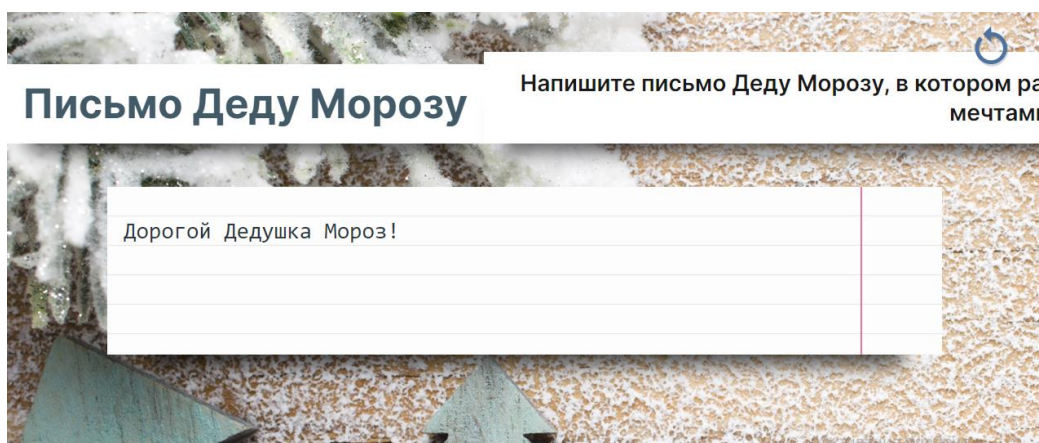 Письмо Деду Морозу
Напишите письмо Деду Морозу, в котором ра
мечтами
Дорогой Дедушка Мороз!